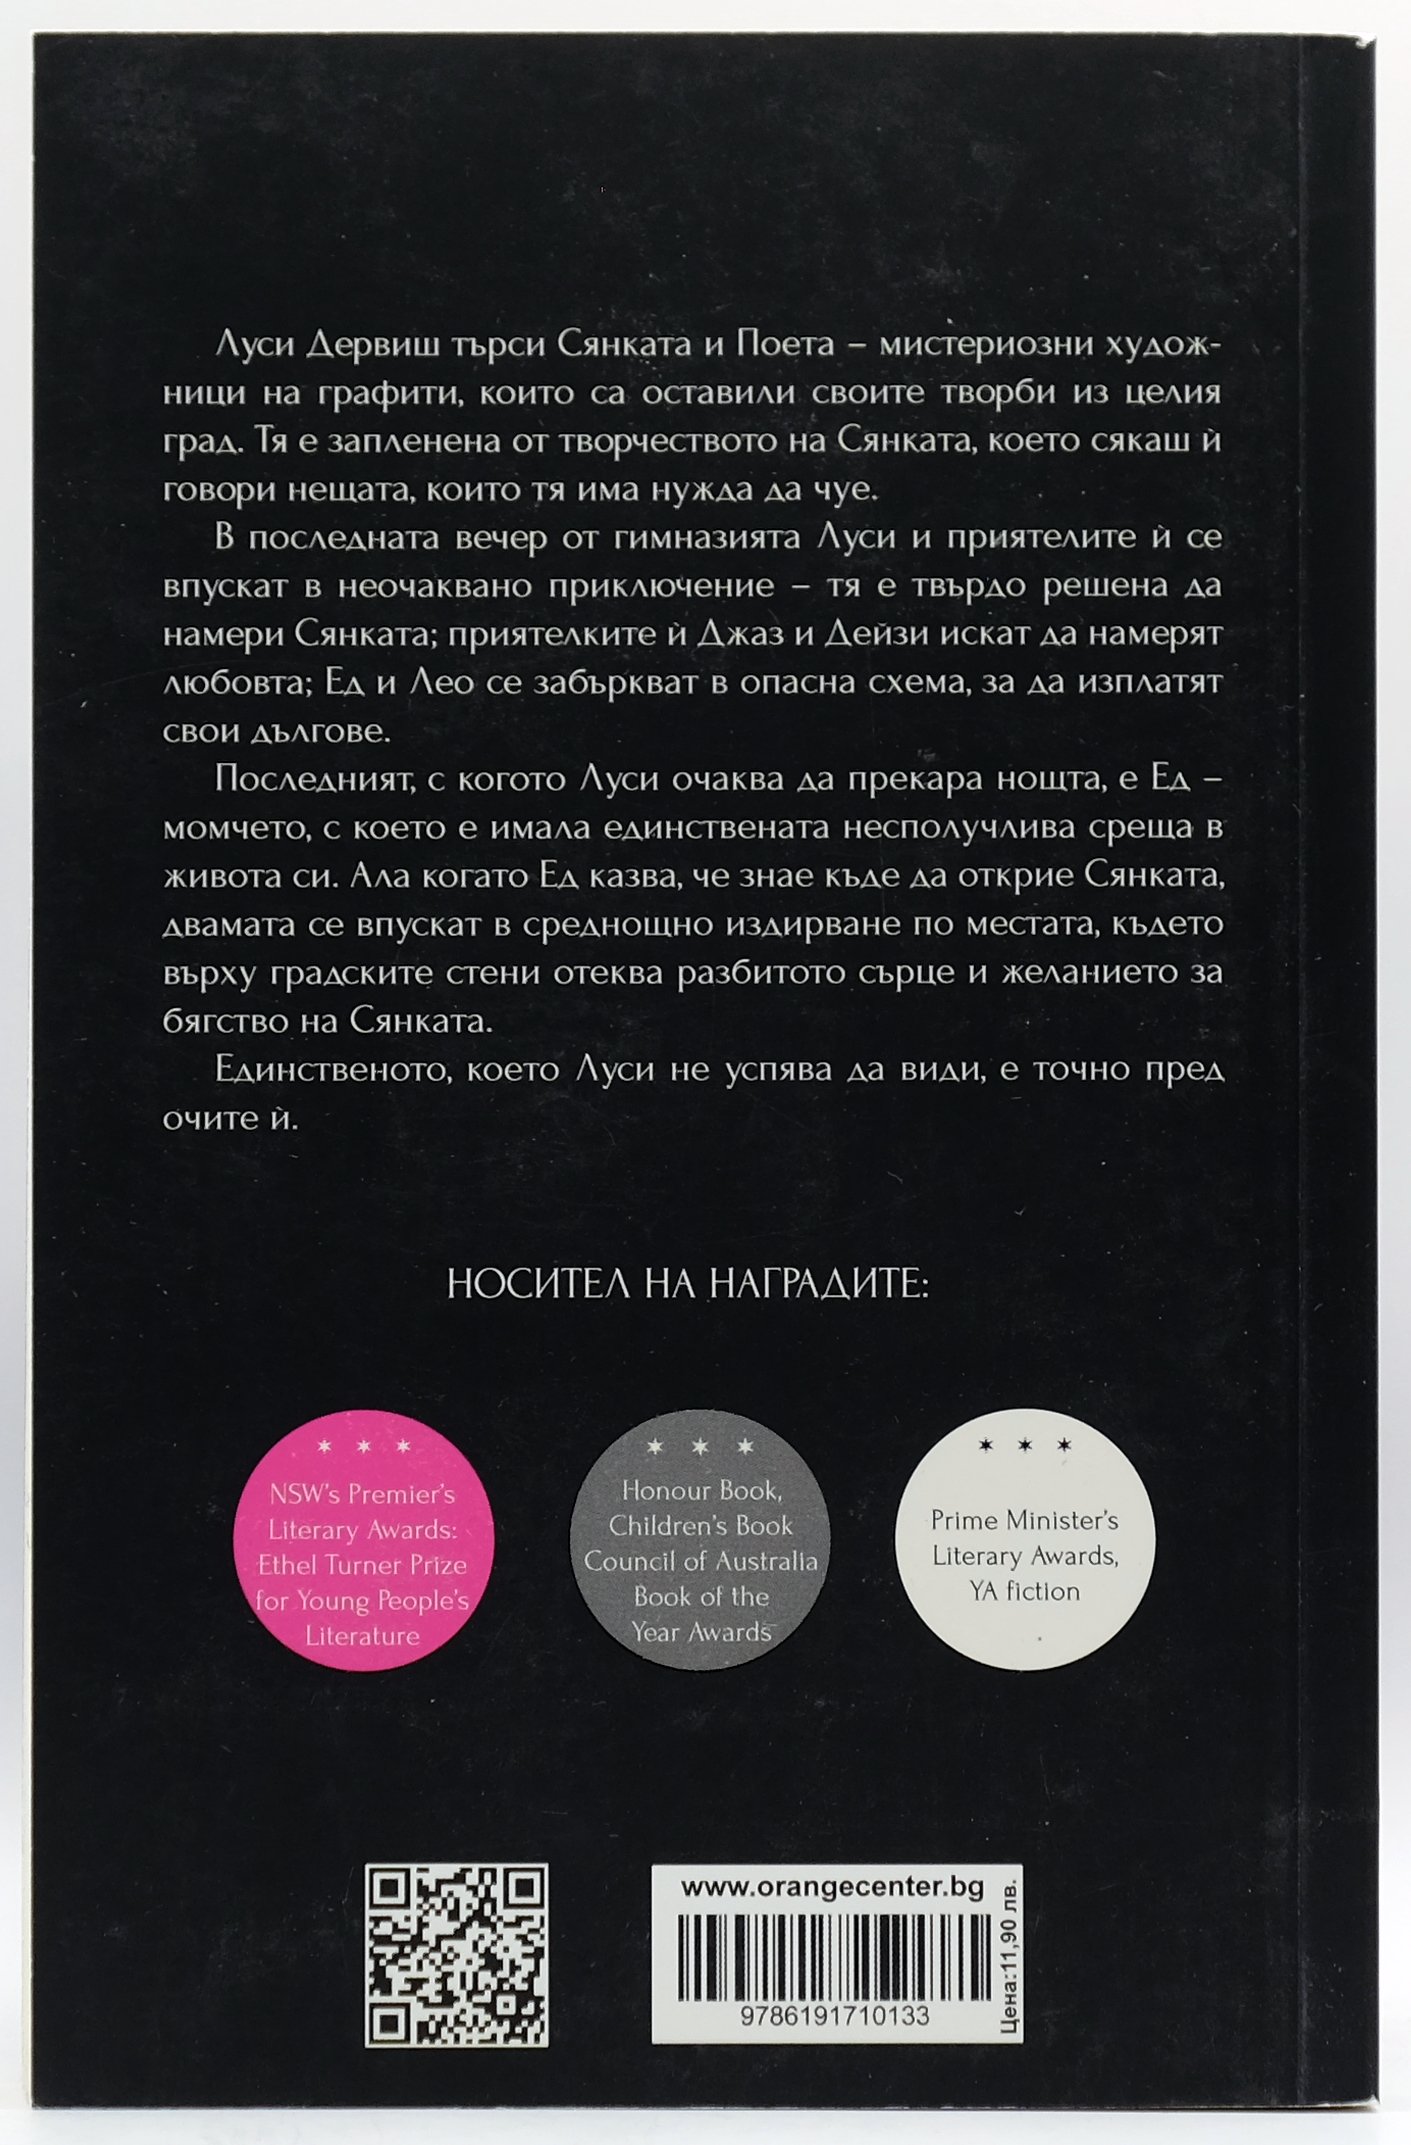 Луси Дервиш търси Сянката и Поета – мистериозни худож-
ници на графити, които са оставили своите творби из целия
град. Тя е запленена от творчеството на Сянката, което сякаш ѝ
говори нещата, които тя има нужда да чуе.
В последната вечер от гимназията Луси и приятелите ѝ се
впускат в неочаквано приключение – тя е твърдо решена да
намери Сянката; приятелките ѝ Джаз и Дейзи искат да намерят
любовта; Ед и Лео се забъркват в опасна схема, за да изплатят
свои дългове.
Последният, с когото Луси очаква да прекара нощта, е Ед –
момчето, с което е имала единствената несполучлива среща в
живота си. Ала когато Ед казва, че знае къде да открие Сянката,
двамата се впускат в среднощно издирване по местата, където
върху градските стени отеква разбитото сърце и желанието за
бягство на Сянката.
Единственото, което Луси не успява да види, е точно пред
очите ѝ.
НОСИТЕЛ НА НАГРАДИТЕ:
NSW's Premier's
Literary Awards:
Ethel Turner Prize
for Young People's
Literature
Honour Book,
Children's Book
Council of Australia
Book of the
Year Awards
Prime Minister's
Literary Awards,
YA fiction
www.orangecenter.bg
9786191710133
Цена:11,90 лв.